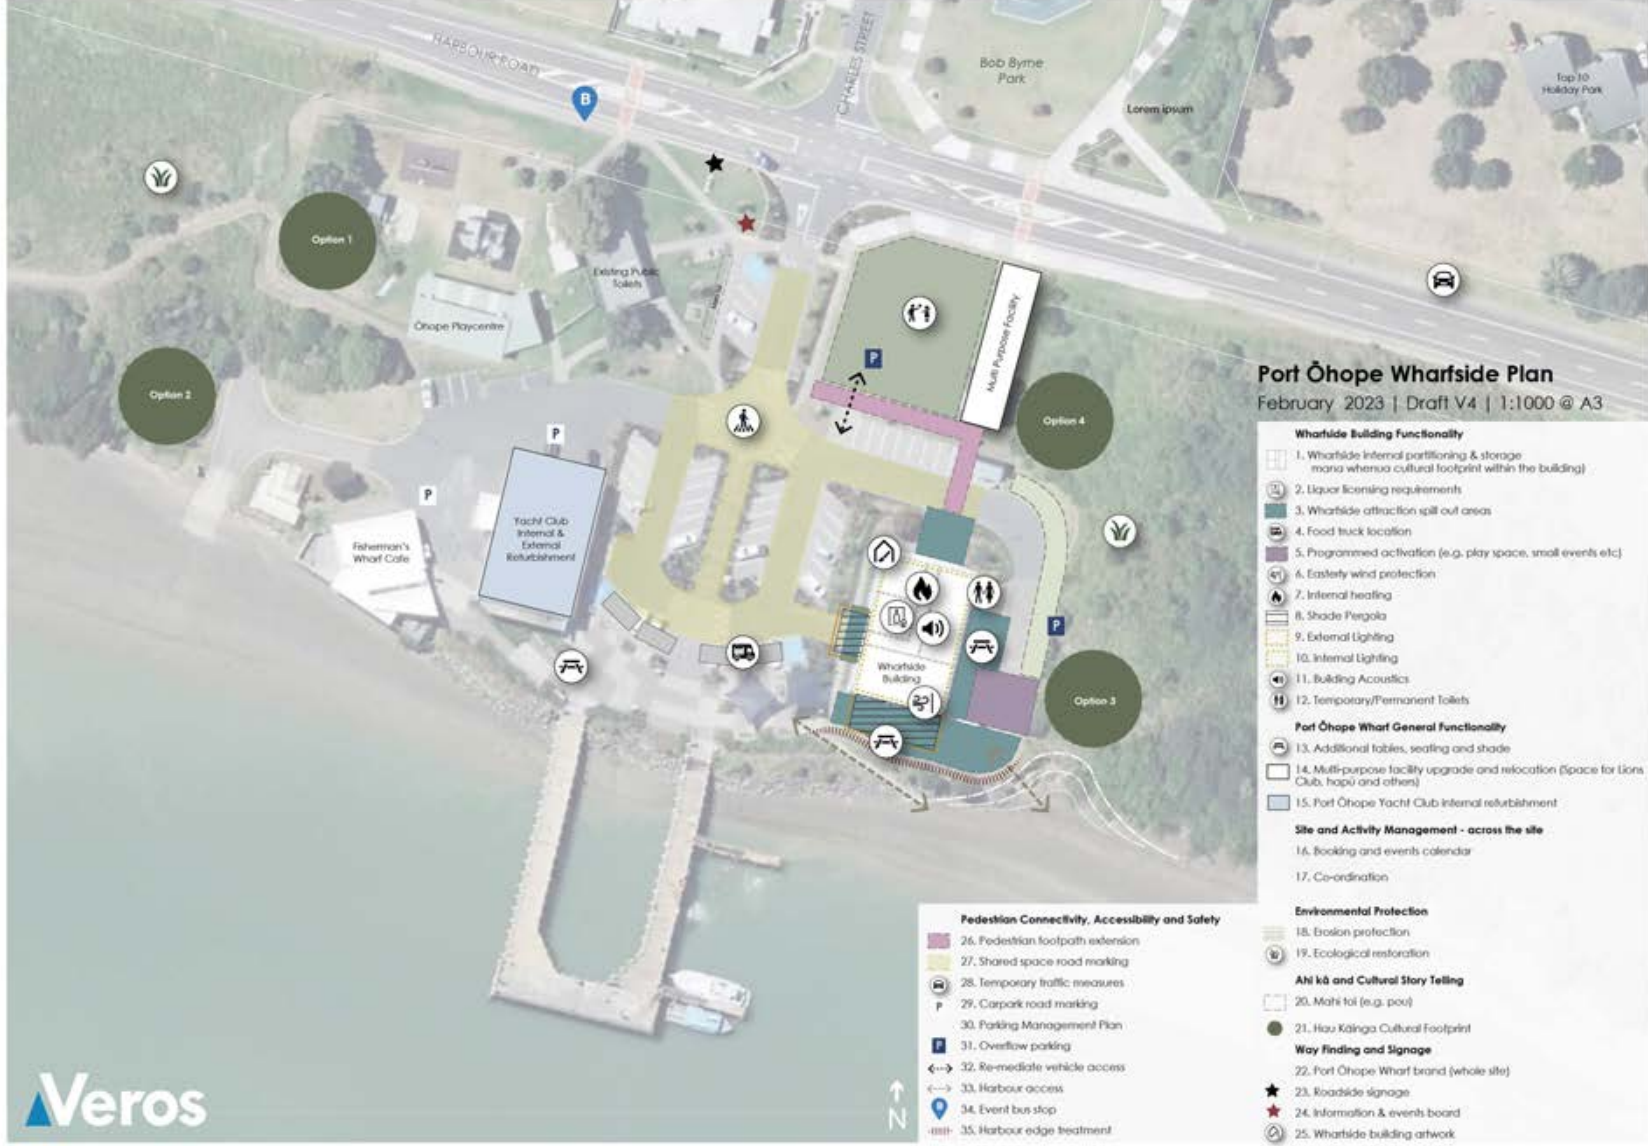 HARBOUR ROAD
CHARLES STREET
Bob Byrne
Park
Lorem ipsum
Top 10
Holiday Park
B
Option 1
Existing Public
Toilets
Ōhope Playcentre
Option 2
P
Multi Purpose Facility
Option 4
P
P
Yacht Club
Internal &
External
Refurbishment
Fisherman's
Wharf Cafe
P
Wharfside
Building
Option 3
Port Ōhope Wharfside Plan
February 2023 | Draft V4 | 1:1000 @ A3
Wharfside Building Functionality
1. Wharfside internal partitioning & storage
mana whenua cultural footprint within the building)
2. Liquor licensing requirements
3. Wharfside attraction spill out areas
4. Food truck location
5. Programmed activation (e.g. play space, small events etc)
6. Easterly wind protection
7. Internal heating
8. Shade Pergola
9. External Lighting
10. Internal Lighting
11. Building Acoustics
12. Temporary/Permanent Toilets
Port Ōhope Wharf General Functionality
13. Additional tables, seating and shade
14. Multi-purpose facility upgrade and relocation (Space for Lions
Club, hapū and others)
15. Port Ōhope Yacht Club internal refurbishment
Site and Activity Management - across the site
16. Booking and events calendar
17. Co-ordination
Environmental Protection
18. Erosion protection
19. Ecological restoration
Ahi kā and Cultural Story Telling
20. Mahi toi (e.g. pou)
21. Hau Kāinga Cultural Footprint
Way Finding and Signage
22. Port Ōhope Wharf brand (whole site)
23. Roadside signage
24. Information & events board
25. Wharfside building artwork
Pedestrian Connectivity, Accessibility and Safety
26. Pedestrian footpath extension
27. Shared space road marking
28. Temporary traffic measures
P 29. Carpark road marking
30. Parking Management Plan
P 31. Overflow parking
32. Re-mediate vehicle access
33. Harbour access
34. Event bus stop
35. Harbour edge treatment
N
Veros